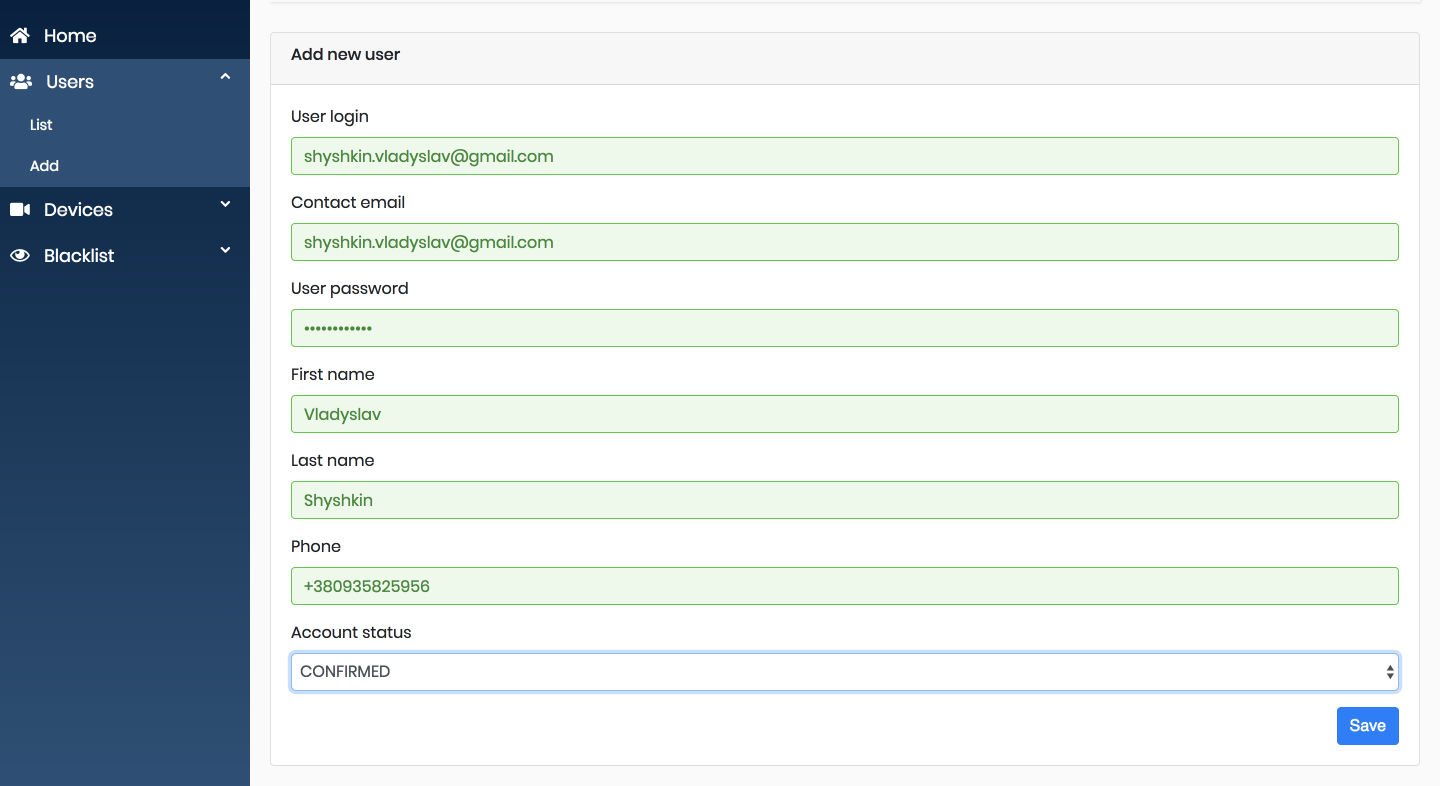 Home
Users
List
Add
Devices
Blacklist
Add new user
User login
shyshkin.vladyslav@gmail.com
Contact email
shyshkin.vladyslav@gmail.com
User password
••••••••••••
First name
Vladyslav
Last name
Shyshkin
Phone
+380935825956
Account status
CONFIRMED
Save